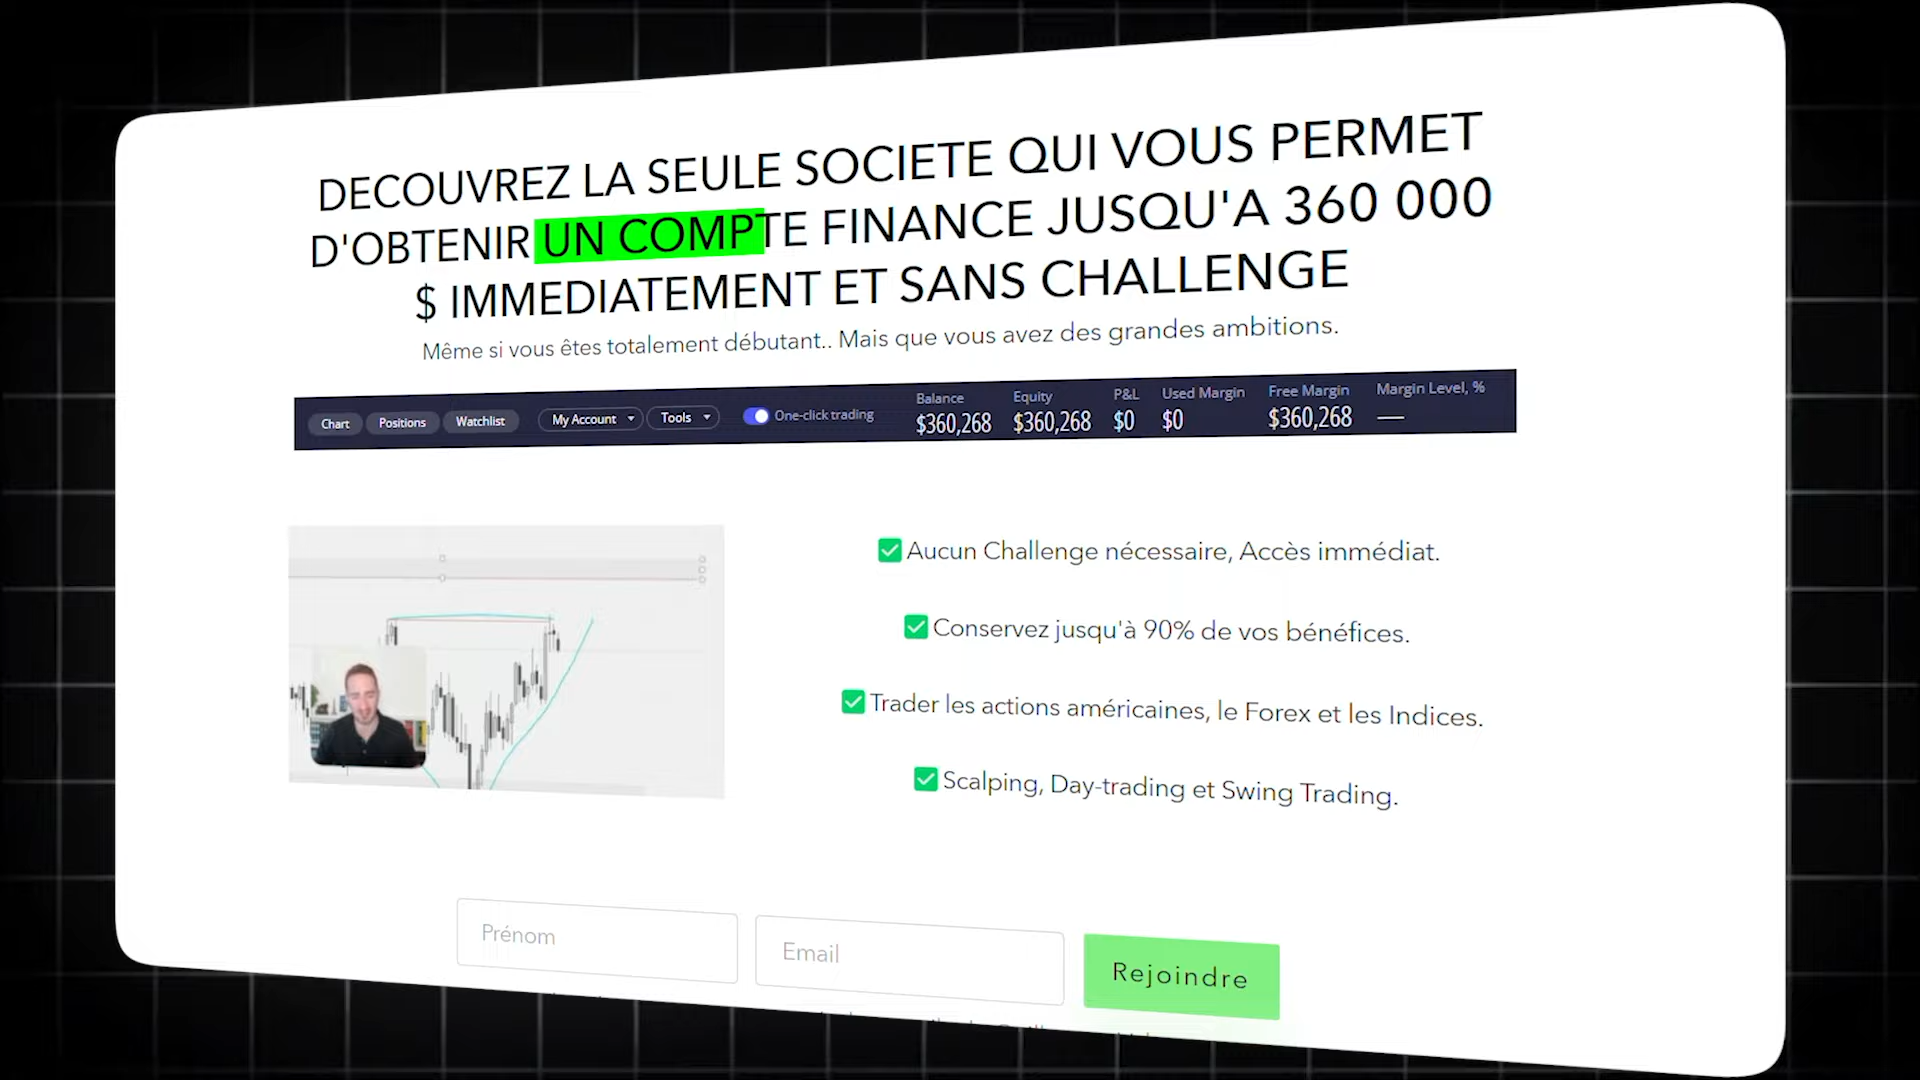 DECOUVREZ LA SEULE SOCIETE QUI VOUS PERMET
D'OBTENIR UN COMPTE FINANCE JUSQU'A 360 000
$ IMMEDIATEMENT ET SANS CHALLENGE
Même si vous êtes totalement débutant.. Mais que vous avez des grandes ambitions.
Chart Positions Watchlist My Account Tools One-click trading
Balance Equity P&L Used Margin Free Margin Margin Level, %
$360,268 $360,268 $0 $0 $360,268 —
Aucun Challenge nécessaire, Accès immédiat.
Conservez jusqu'à 90% de vos bénéfices.
Trader les actions américaines, le Forex et les Indices.
Scalping, Day-trading et Swing Trading.
Prénom
Email
Rejoindre